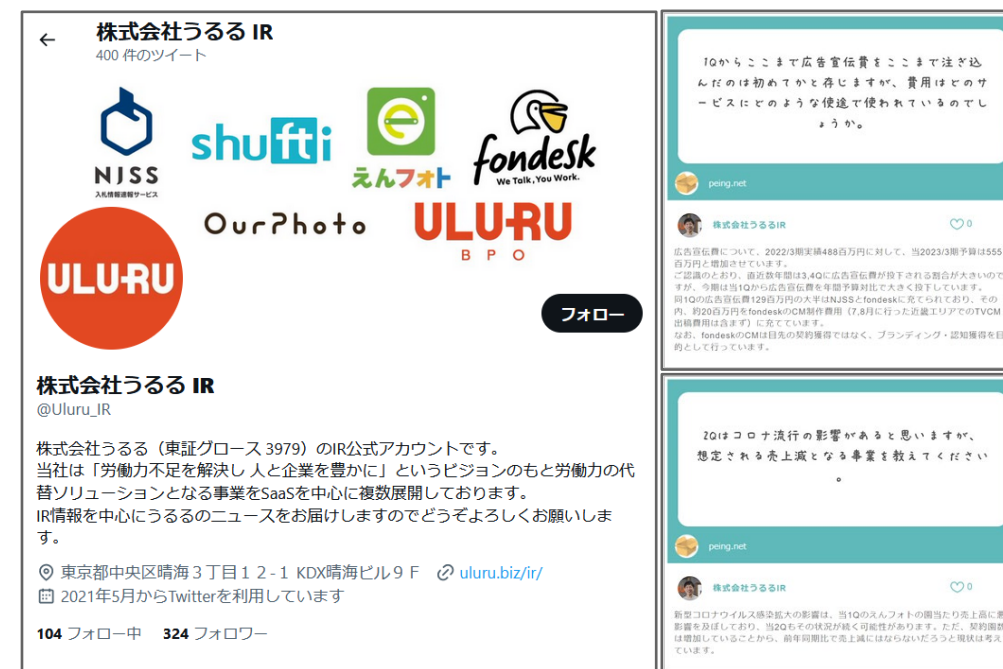 株式会社うるる IR
400 件のツイート
NJSS
入札情報速報サービス
shufti
えんフォト
fondesk
We Talk, You Work.
OurPhoto
ULURU
BPO
ULURU
フォロー
株式会社うるる IR
@Uluru_IR
株式会社うるる（東証グロース 3979）のIR公式アカウントです。
当社は「労働力不足を解決し 人と企業を豊かに」というビジョンのもと労働力の代
替ソリューションとなる事業をSaaSを中心に複数展開しております。
IR情報を中心にうるるのニュースをお届けしますのでどうぞよろしくお願いしま
す。
東京都中央区晴海３丁目１２-１ KDX晴海ビル９Ｆ uluru.biz/ir/
2021年5月からTwitterを利用しています
104 フォロー中 324 フォロワー
1Qからここまで広告宣伝費をここまで注ぎ込
んだのは初めてかと存じますが、費用はどのサ
ービスにどのような使途で使われているのでし
ょうか。
peing.net
株式会社うるるIR 0
広告宣伝費について、2022/3期実績488百万円に対して、当2023/3期予算は555
百万円と増加させています。
ご認識のとおり、直近数年間は3,4Qに広告宣伝費が投下される割合が大きいので
すが、今期は当1Qから広告宣伝費を年間予算対比で大きく投下しています。
同1Qの広告宣伝費129百万円の大半はNJSSとfondeskに充てられており、その
内、約20百万円をfondeskのCM制作費用（7,8月に行った近畿エリアでのTVCM
出稿費用は含まず）に充てています。
なお、fondeskのCMは目先の契約獲得ではなく、ブランディング・認知獲得を目
的として行っています。
2Qはコロナ流行の影響があると思いますが、
想定される売上減となる事業を教えてください
。
peing.net
株式会社うるるIR 0
新型コロナウイルス感染拡大の影響は、当1Qのえんフォトの園当たり売上高に悪
影響を及ぼしており、当2Qもその状況が続く可能性があります。ただ、契約園数
は増加していることから、前年同期比で売上減にはならないだろうと現状は考え
ています。